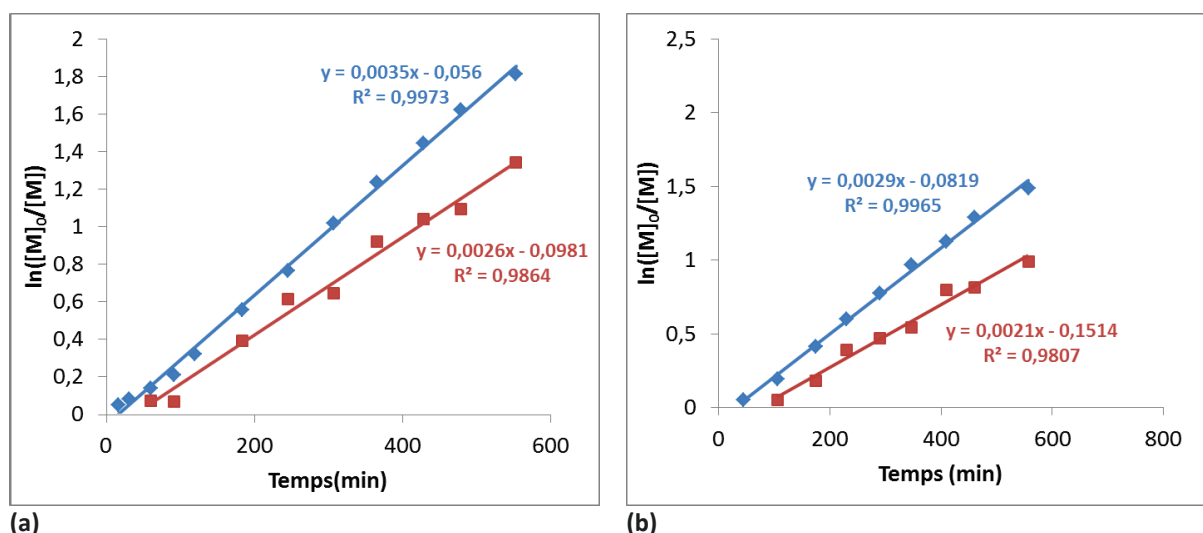 2
1,8
1,6
1,4
1,2
1
0,8
0,6
0,4
0,2
0
0
200
400
600
ln([M]₀/[M])
Temps(min)
y = 0,0035x - 0,056
R² = 0,9973
y = 0,0026x - 0,0981
R² = 0,9864
(a)
2,5
2
1,5
1
0,5
0
0
200
400
600
800
ln([M]₀/[M])
Temps (min)
y = 0,0029x - 0,0819
R² = 0,9965
y = 0,0021x - 0,1514
R² = 0,9807
(b)